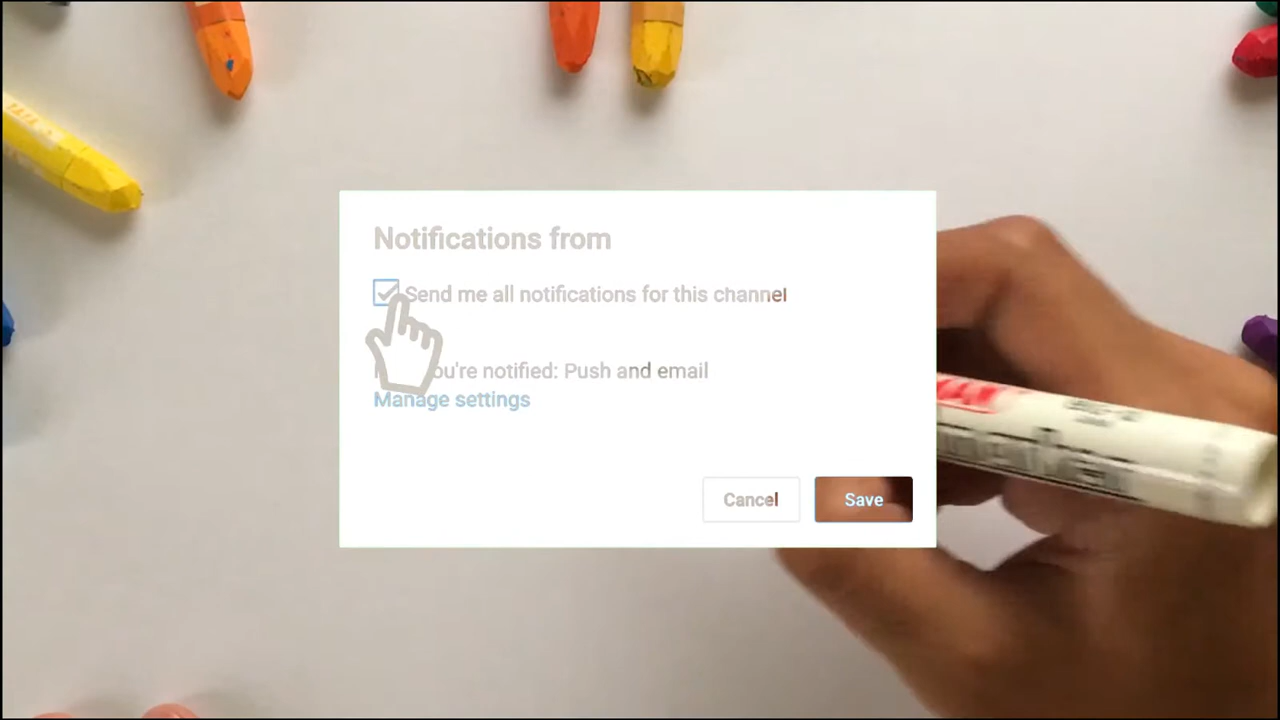 Notifications from
Send me all notifications for this channel
you're notified: Push and email
Manage settings
Cancel
Save